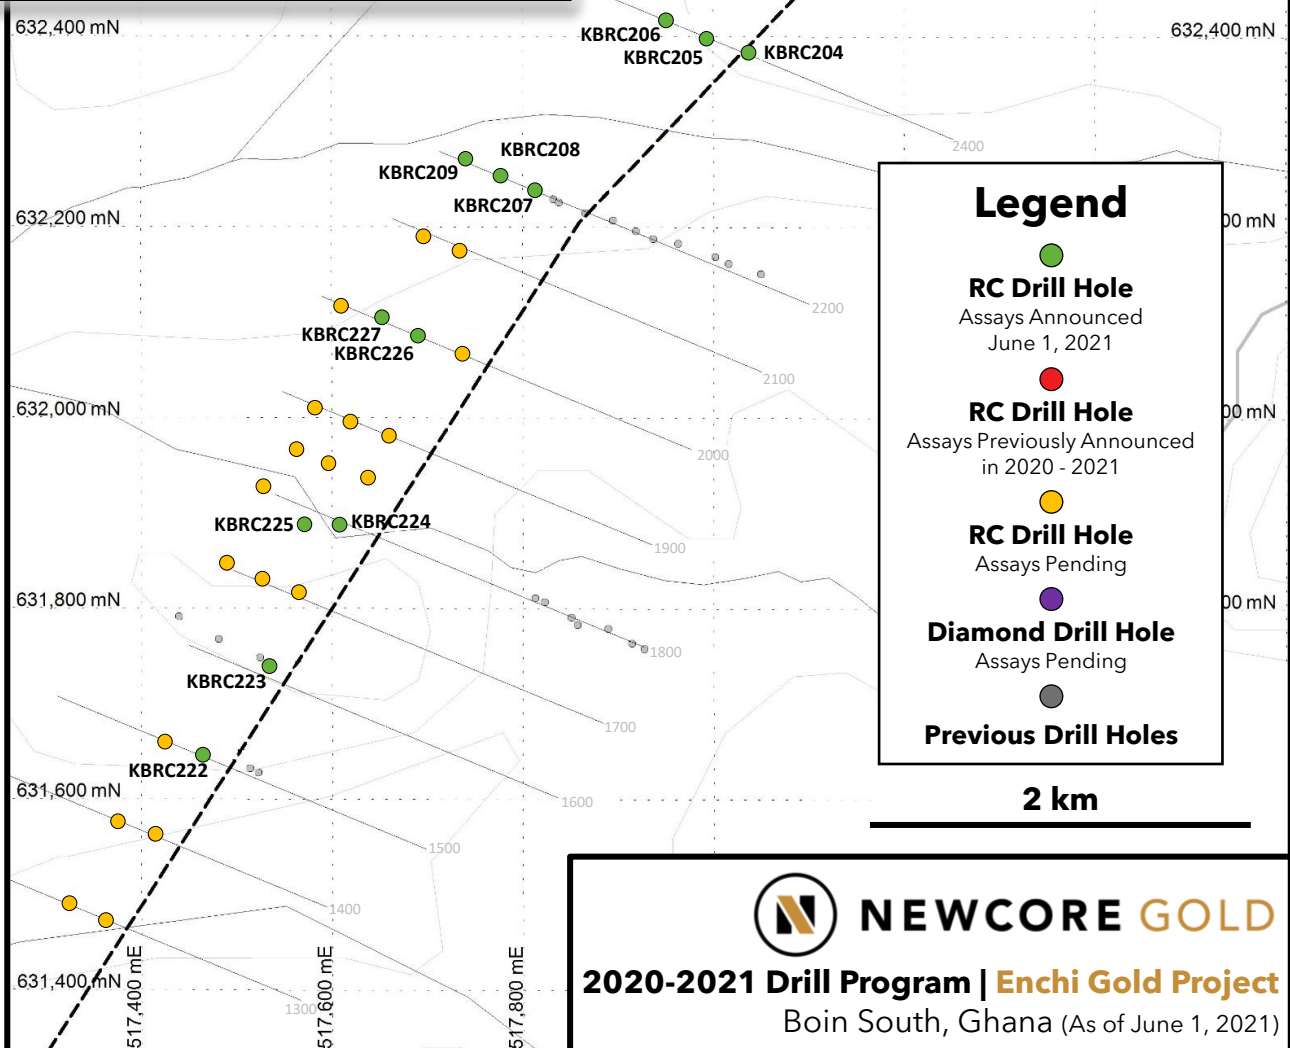 632,400 mN
632,400 mN
KBRC206
KBRC205
KBRC204
2400
KBRC208
KBRC209
KBRC207
632,200 mN
00 mN
2200
KBRC227
KBRC226
2100
632,000 mN
00 mN
2000
KBRC225
KBRC224
1900
631,800 mN
00 mN
1800
KBRC223
1700
KBRC222
631,600 mN
1600
1500
1400
631,400 mN
1300
517,400 mE
517,600 mE
517,800 mE
Legend
RC Drill Hole
Assays Announced
June 1, 2021
RC Drill Hole
Assays Previously Announced
in 2020 - 2021
RC Drill Hole
Assays Pending
Diamond Drill Hole
Assays Pending
Previous Drill Holes
2 km
N NEWCORE GOLD
2020-2021 Drill Program | Enchi Gold Project
Boin South, Ghana (As of June 1, 2021)